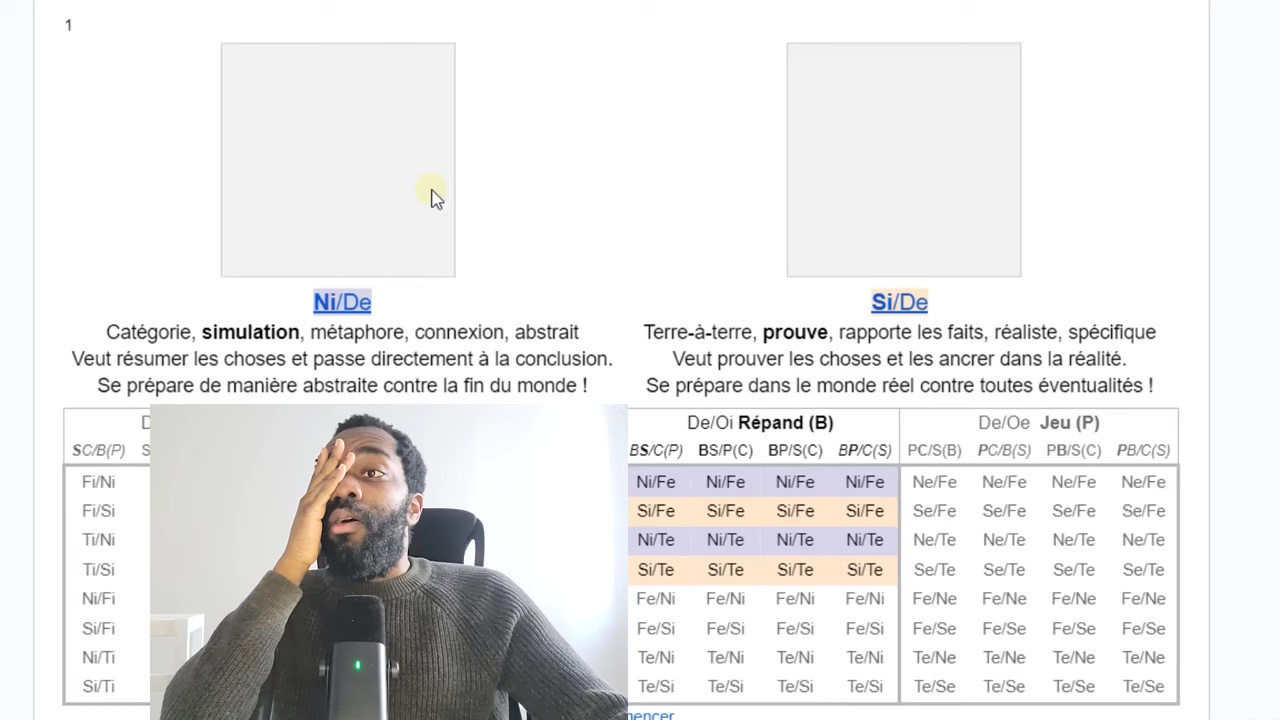 1
Ni/De
Catégorie, simulation, métaphore, connexion, abstrait
Veut résumer les choses et passe directement à la conclusion.
Se prépare de manière abstraite contre la fin du monde !
Si/De
Terre-à-terre, prouve, rapporte les faits, réaliste, spécifique
Veut prouver les choses et les ancrer dans la réalité.
Se prépare dans le monde réel contre toutes éventualités !
De/Oi Répand (B) De/Oe Jeu (P)
SC/B(P) BS/C(P) BS/P(C) BP/S(C) BP/C(S) PC/S(B) PC/B(S) PB/S(C) PB/C(S)
Fi/Ni Ni/Fe Ni/Fe Ni/Fe Ni/Fe Ne/Fe Ne/Fe Ne/Fe Ne/Fe
Fi/Si Si/Fe Si/Fe Si/Fe Si/Fe Se/Fe Se/Fe Se/Fe Se/Fe
Ti/Ni Ni/Te Ni/Te Ni/Te Ni/Te Ne/Te Ne/Te Ne/Te Ne/Te
Ti/Si Si/Te Si/Te Si/Te Si/Te Se/Te Se/Te Se/Te Se/Te
Ni/Fi Fe/Ni Fe/Ni Fe/Ni Fe/Ni Fe/Ne Fe/Ne Fe/Ne Fe/Ne
Si/Fi Fe/Si Fe/Si Fe/Si Fe/Si Fe/Se Fe/Se Fe/Se Fe/Se
Ni/Ti Te/Ni Te/Ni Te/Ni Te/Ni Te/Ne Te/Ne Te/Ne Te/Ne
Si/Ti Te/Si Te/Si Te/Si Te/Si Te/Se Te/Se Te/Se Te/Se